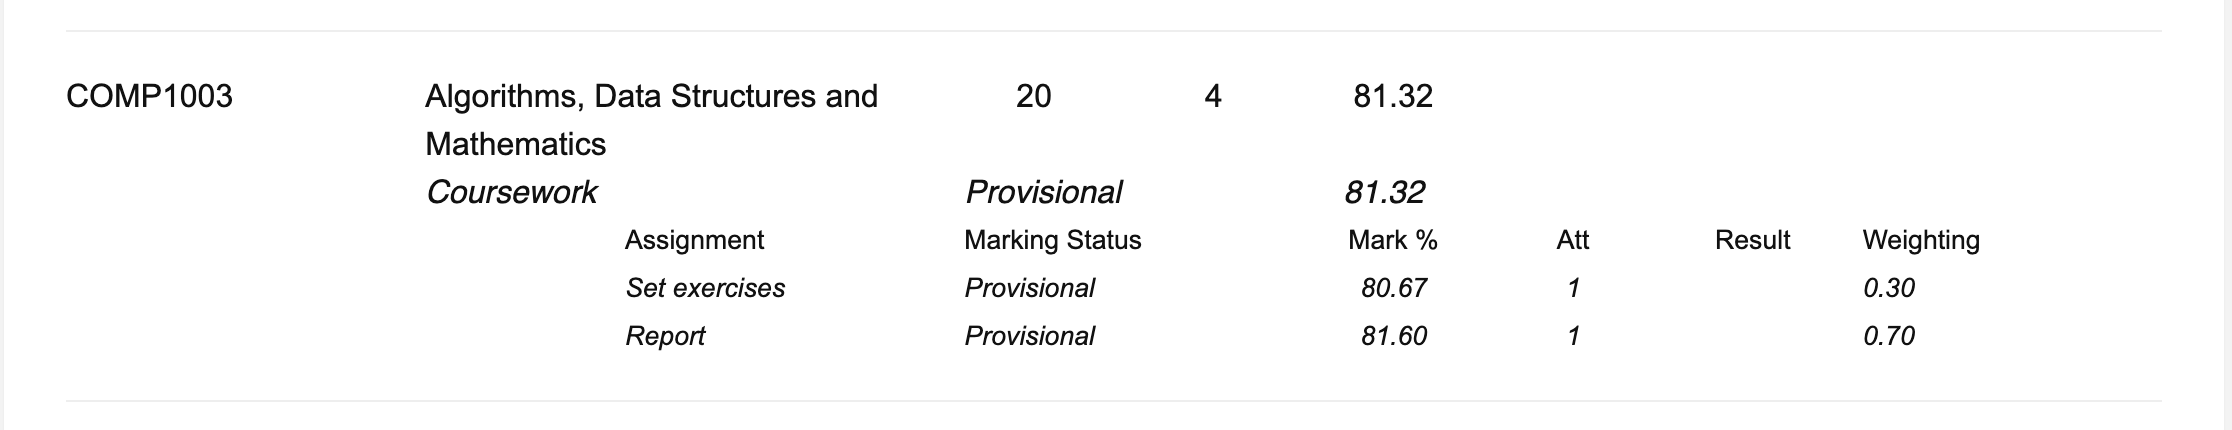 COMP1003 Algorithms, Data Structures and 20 4 81.32
Mathematics
Coursework Provisional 81.32
Assignment Marking Status Mark % Att Result Weighting
Set exercises Provisional 80.67 1 0.30
Report Provisional 81.60 1 0.70